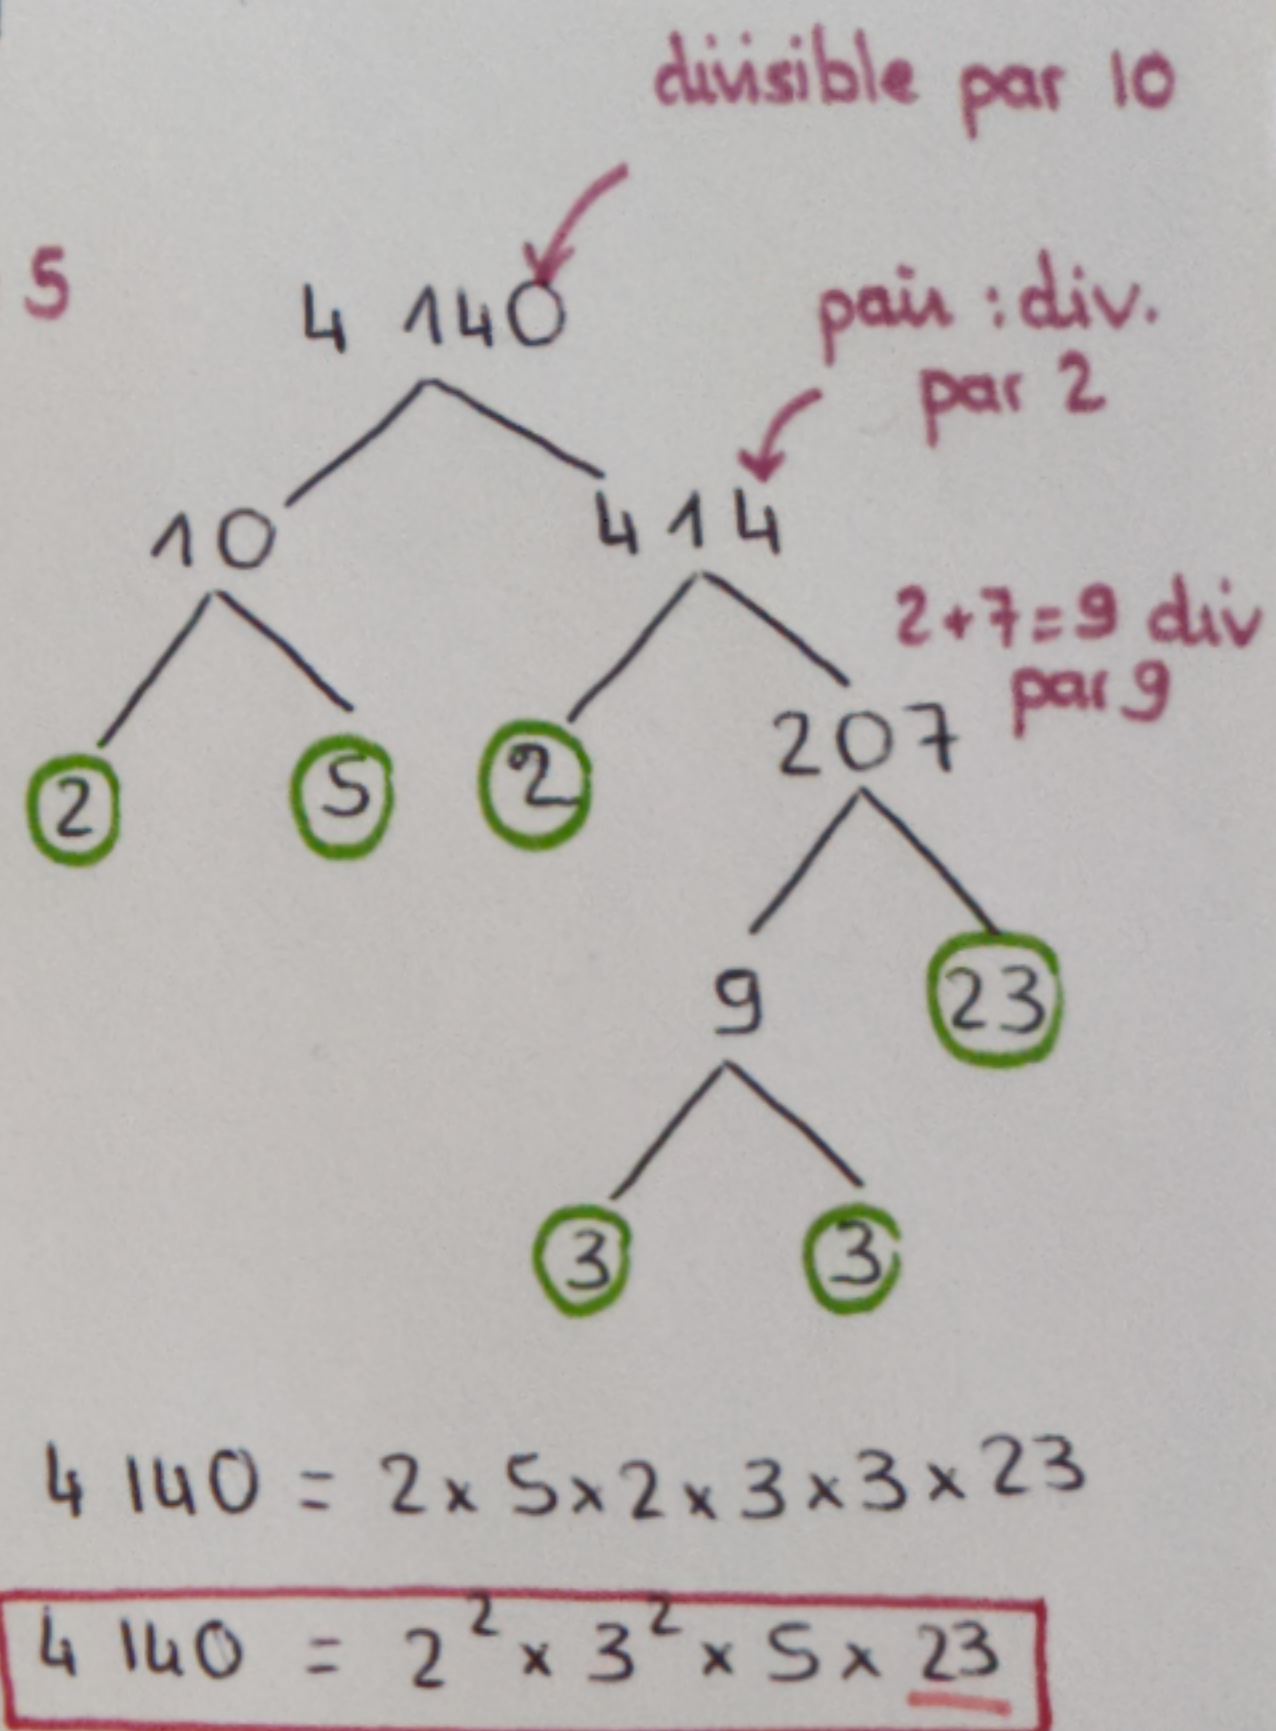 divisible par 10
5
4 140
pair : div.
par 2
10 414
2+7=9 div
par 9
207
2 5 2
9 23
3 3
4 140 = 2 x 5 x 2 x 3 x 3 x 23
4 140 = 2² x 3² x 5 x 23